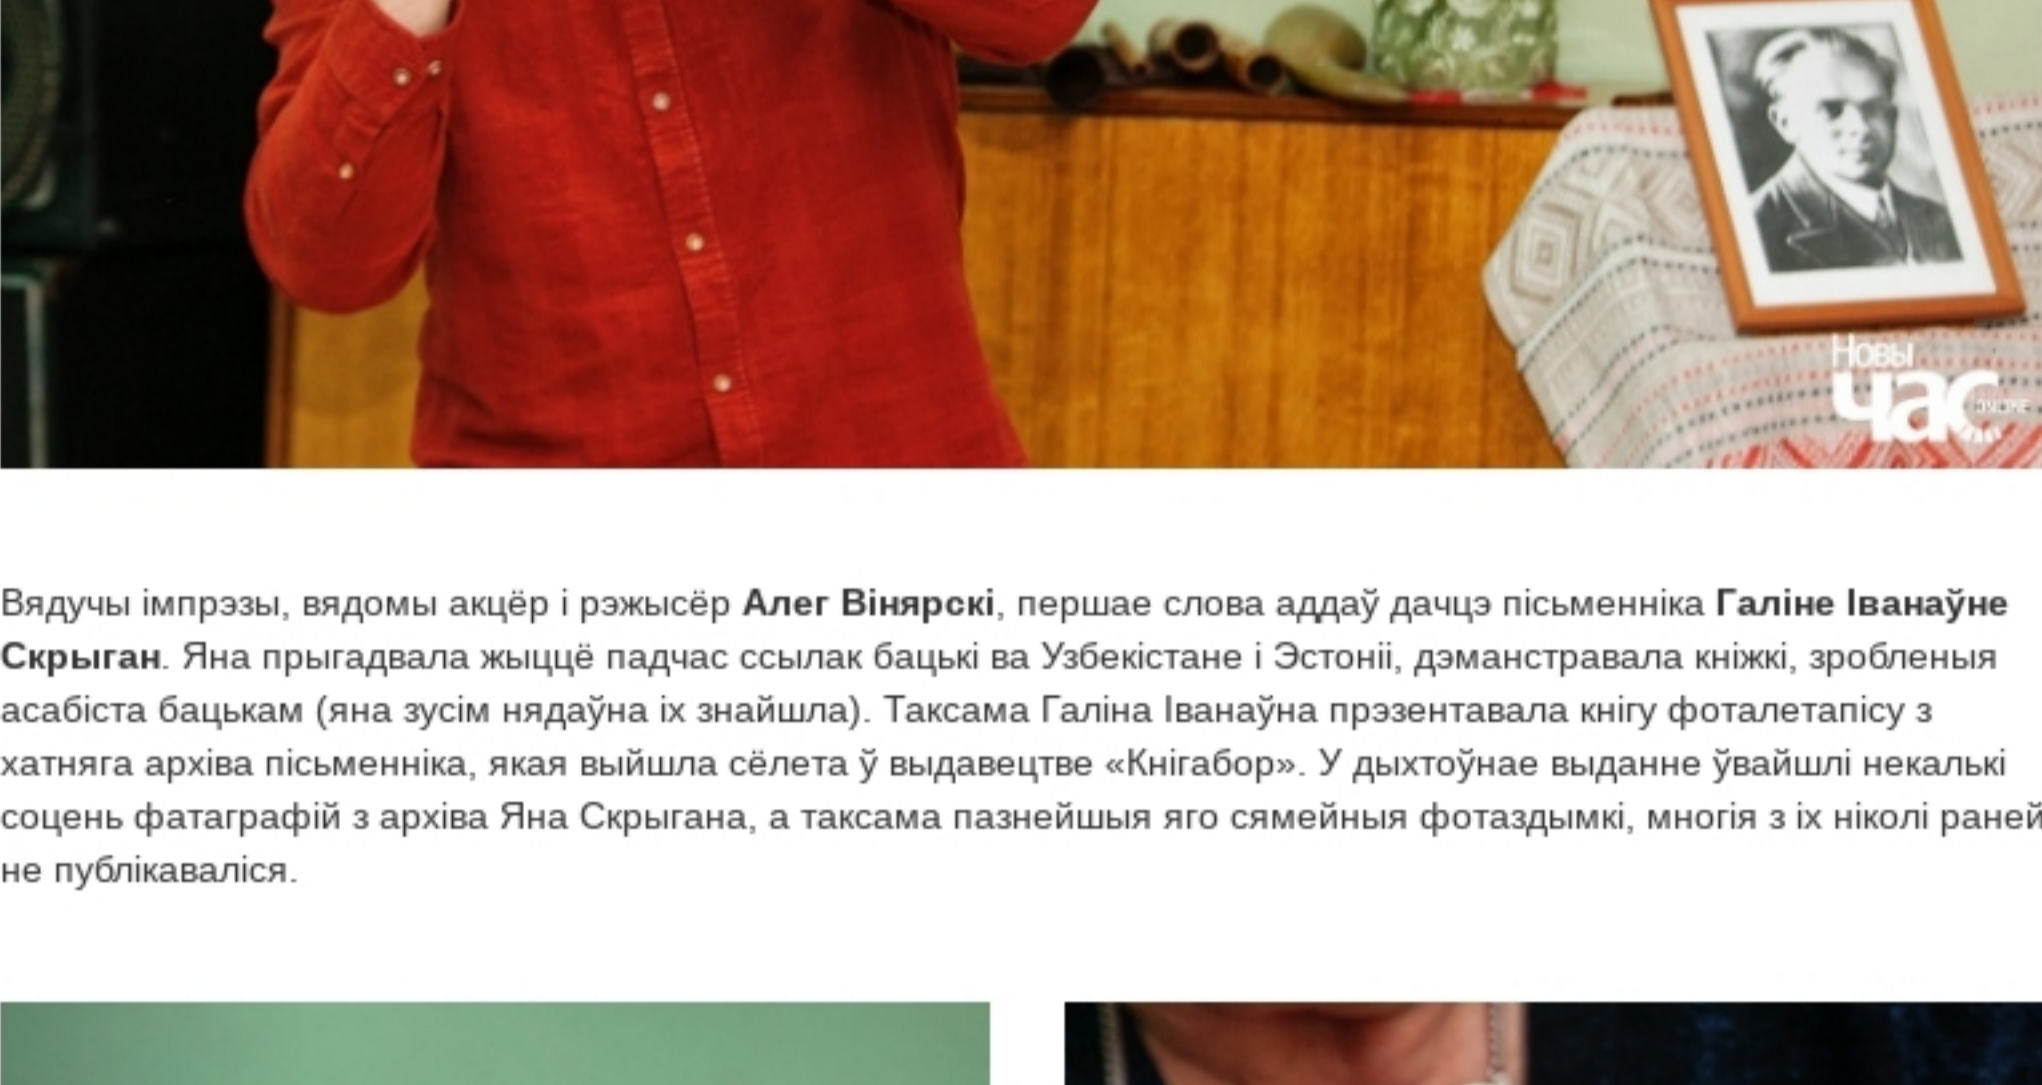 Новы
час
ONLINE
Вядучы імпрэзы, вядомы акцёр і рэжысёр Алег Вінярскі, першае слова аддаў дачцэ пісьменніка Галіне Іванаўне
Скрыган. Яна прыгадвала жыццё падчас ссылак бацькі ва Узбекістане і Эстоніі, дэманстравала кніжкі, зробленыя
асабіста бацькам (яна зусім нядаўна іх знайшла). Таксама Галіна Іванаўна прэзентавала кнігу фоталетапісу з
хатняга архіва пісьменніка, якая выйшла сёлета ў выдавецтве «Кнігабор». У дыхтоўнае выданне ўвайшлі некалькі
соцень фатаграфій з архіва Яна Скрыгана, а таксама пазнейшыя яго сямейныя фотаздымкі, многія з іх ніколі раней
не публікаваліся.